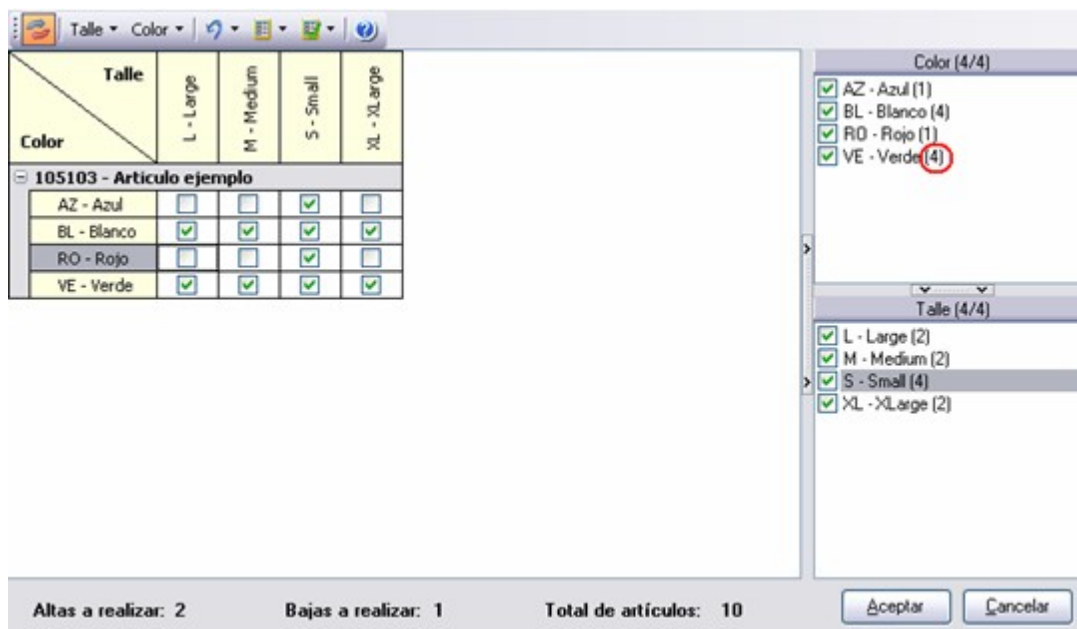 Talle Color
Talle
Color
L - Large
M - Medium
S - Small
XL - XLarge
105103 - Articulo ejemplo
AZ - Azul
BL - Blanco
RO - Rojo
VE - Verde
Color (4/4)
AZ - Azul (1)
BL - Blanco (4)
RO - Rojo (1)
VE - Verde (4)
Talle (4/4)
L - Large (2)
M - Medium (2)
S - Small (4)
XL - XLarge (2)
Altas a realizar: 2 Bajas a realizar: 1 Total de artículos: 10 Aceptar Cancelar